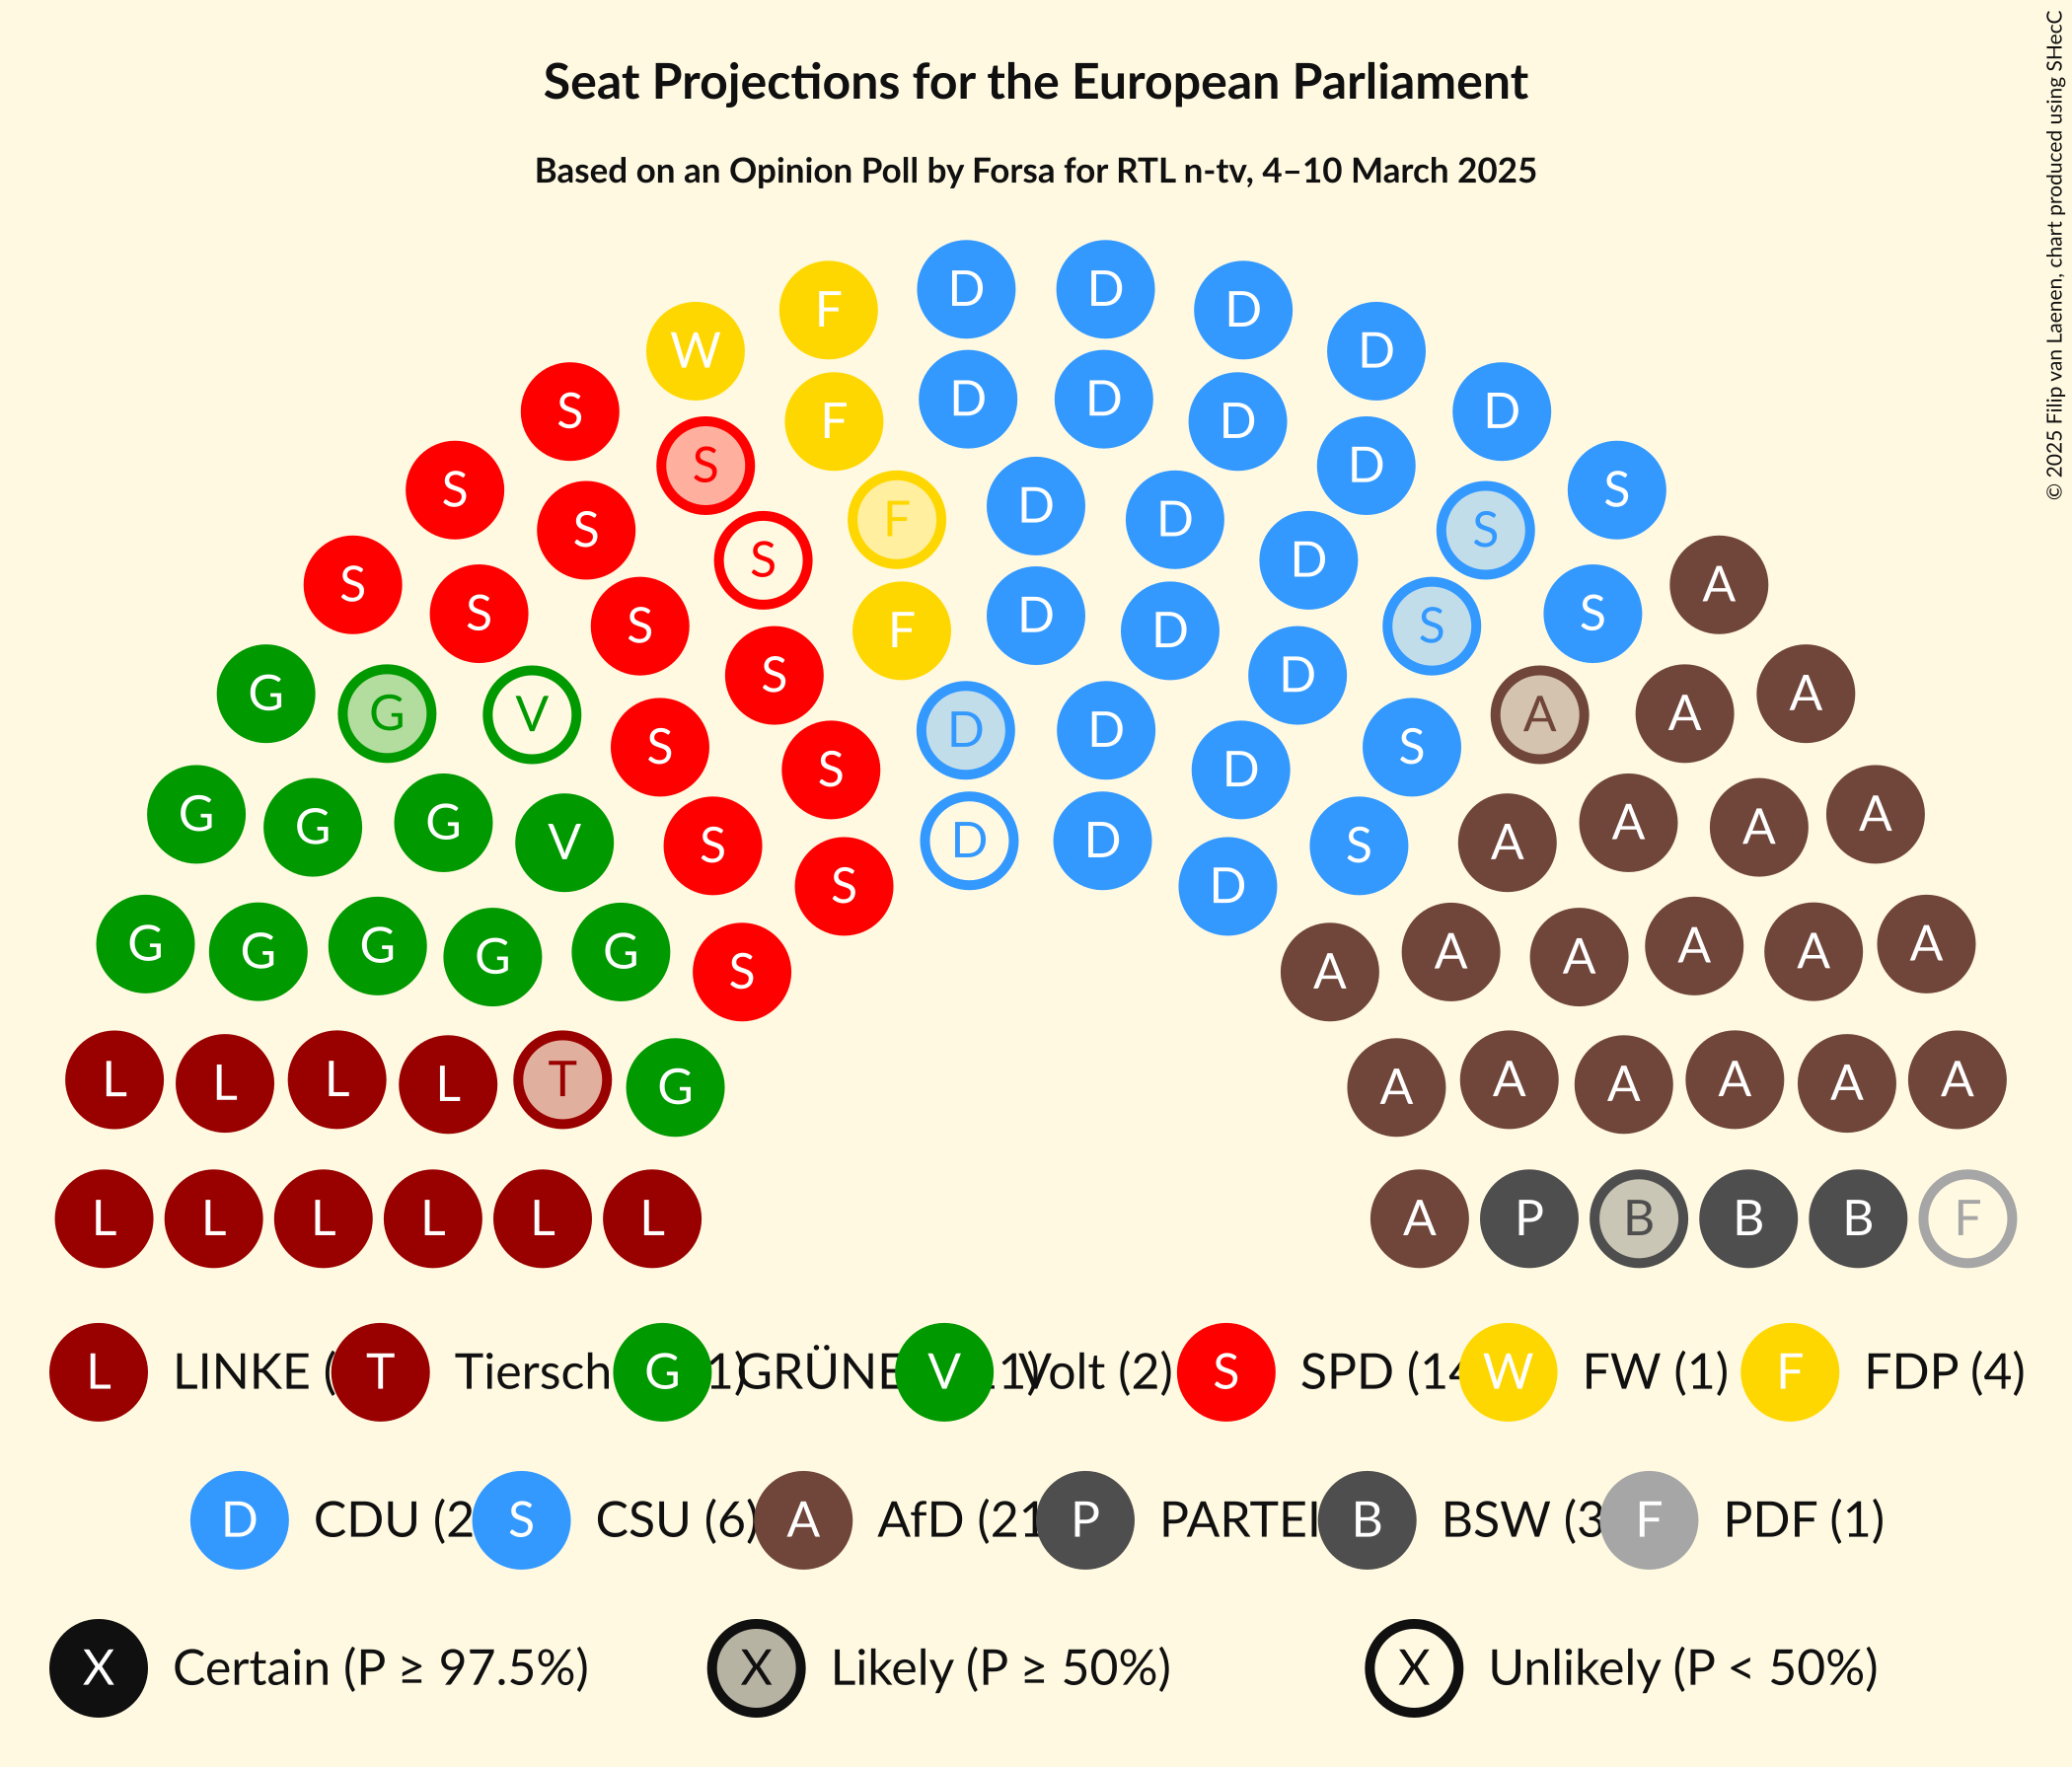 Seat Projections for the European Parliament
Based on an Opinion Poll by Forsa for RTL n-tv, 4–10 March 2025
© 2025 Filip van Laenen, chart produced using SHecC
D D
F D
W D
D D
S F D D
S S D
S D
F D
S S S S
S S D
S S
S S D D
F D
G G V S D D S A A A
S D D S
G G G V S D D S A A A A
S D
G G G G G S A A A A A A
L L L L T G A A A A A A
L L L L L L A P B B B F
L LINKE ( T Tiersch G 1) GRÜNE V 1) Volt (2) S SPD (14 W FW (1) F FDP (4)
D CDU (2 S CSU (6) A AfD (21 P PARTEI B BSW (3 F PDF (1)
X Certain (P ≥ 97.5%) X Likely (P ≥ 50%) X Unlikely (P < 50%)